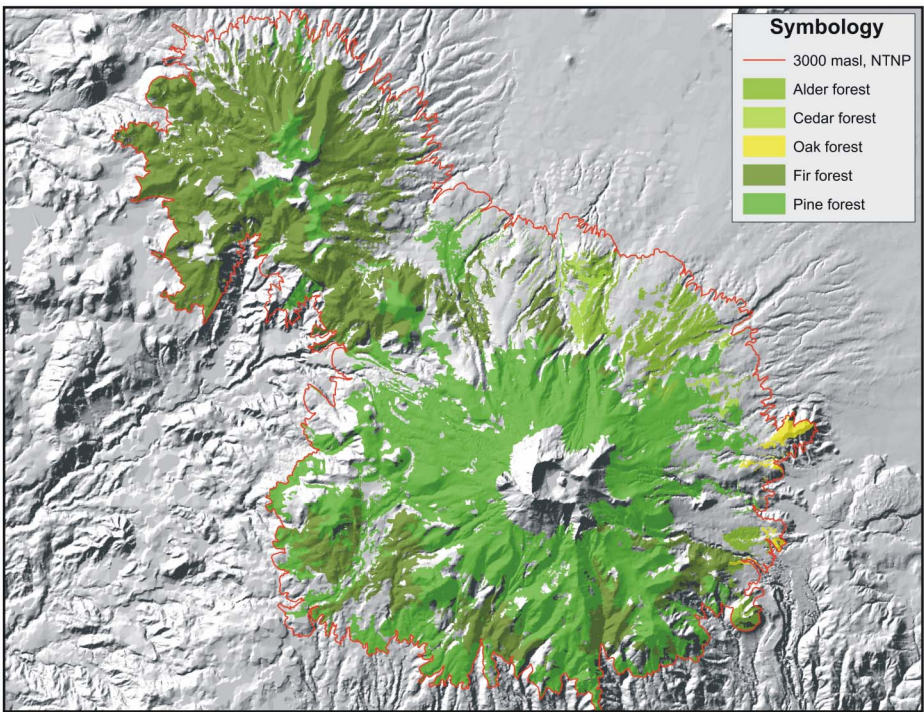 Symbology
3000 masl, NTNP
Alder forest
Cedar forest
Oak forest
Fir forest
Pine forest